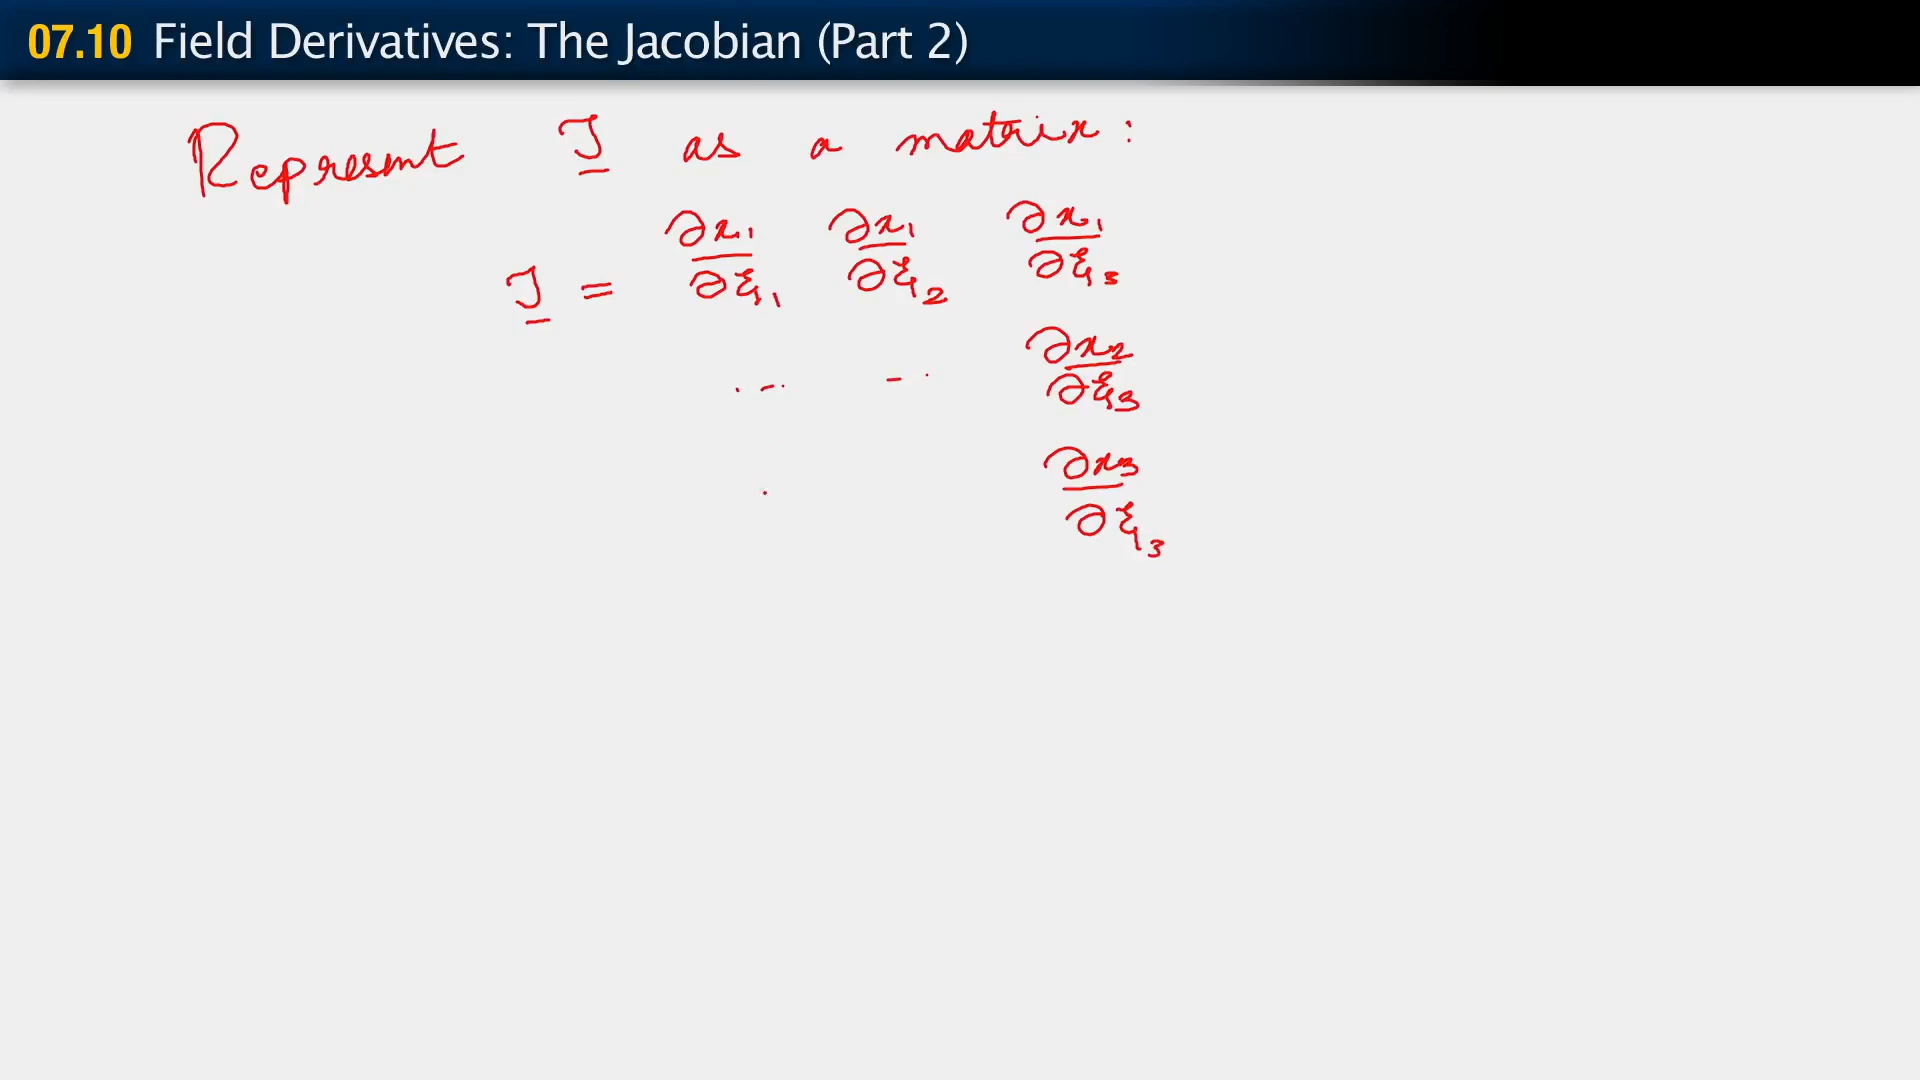 07.10 Field Derivatives: The Jacobian (Part 2)
Represent J as a matrix:
J = ∂x₁/∂ξ₁ ∂x₁/∂ξ₂ ∂x₁/∂ξ₃
... -- ∂x₂/∂ξ₃
. ∂x₃/∂ξ₃